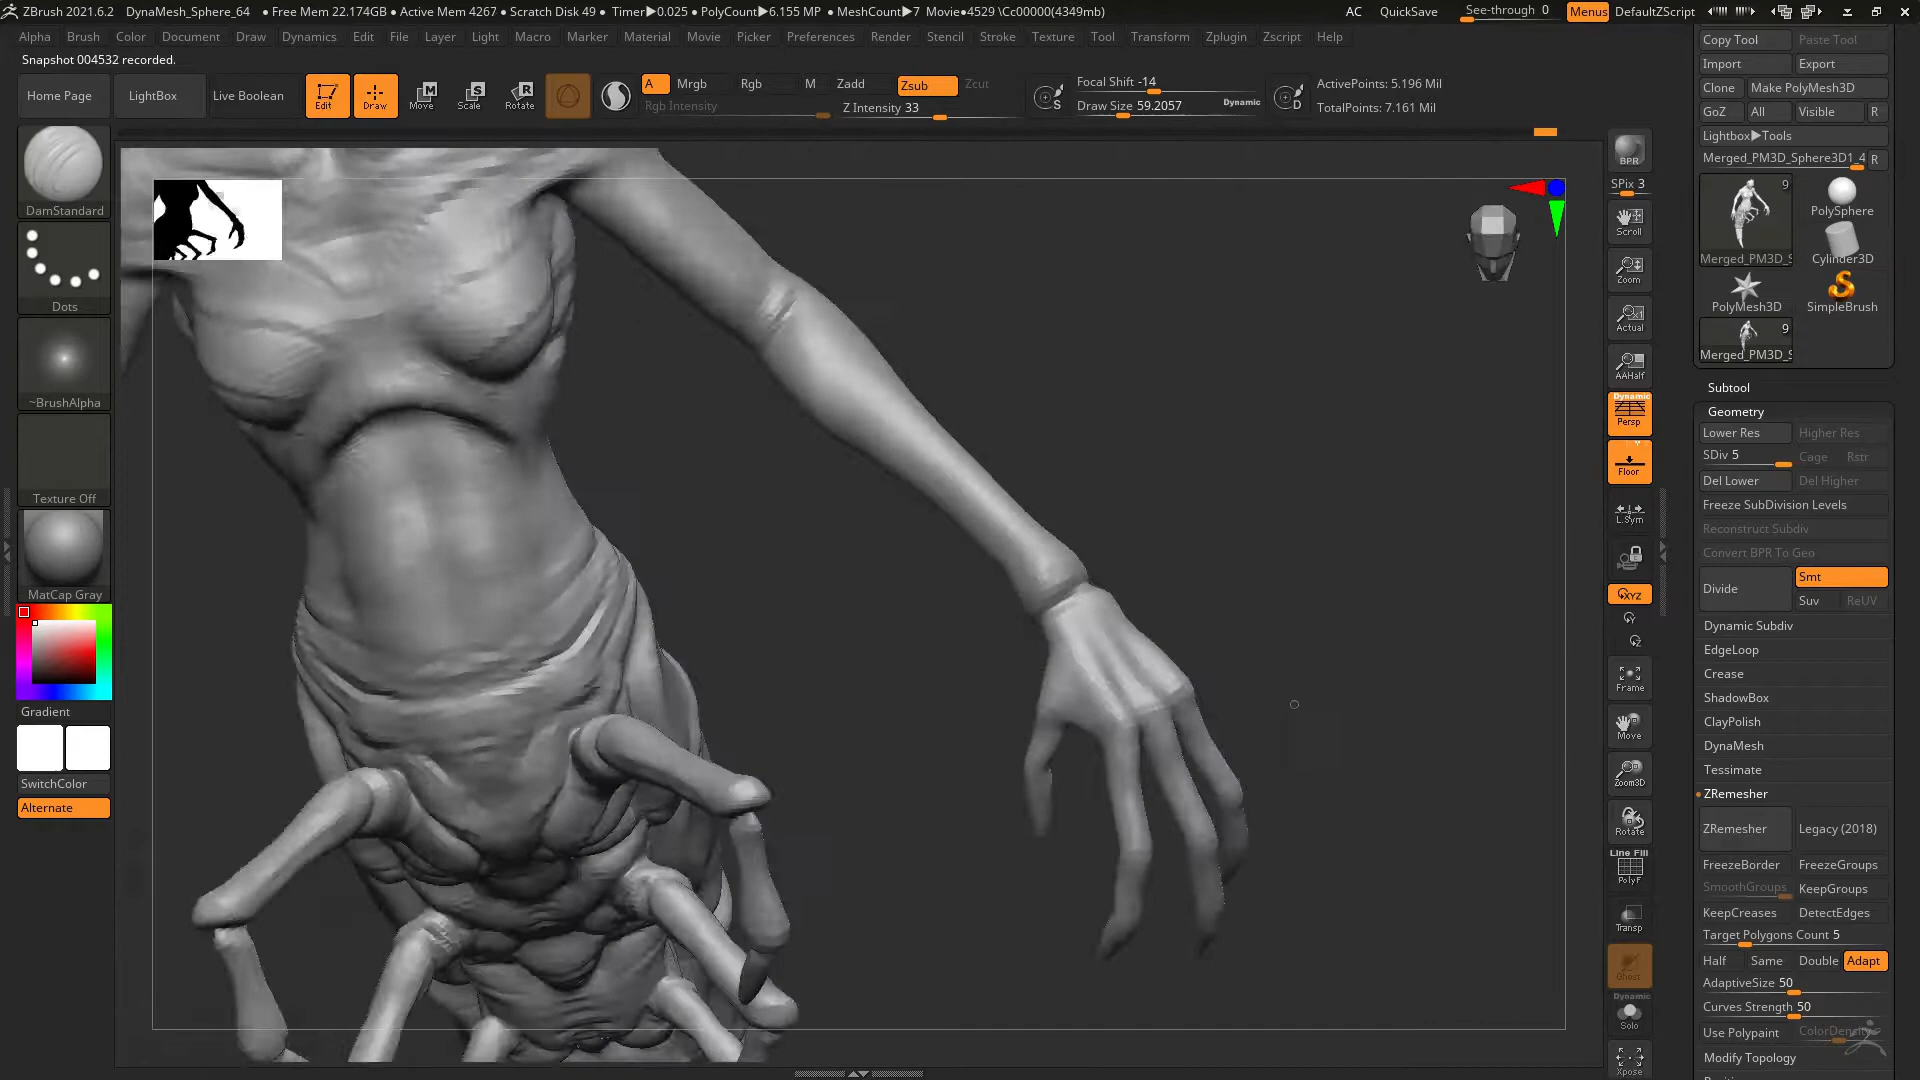 ZBrush 2021.6.2 DynaMesh_Sphere_64 • Free Mem 22.174GB • Active Mem 4267 • Scratch Disk 49 • Timer▶0.025 • PolyCount▶6.155 MP • MeshCount▶7 Movie●4529 \Cc00000(4349mb) AC QuickSave See-through 0 Menus DefaultZScript
Alpha Brush Color Document Draw Dynamics Edit File Layer Light Macro Marker Material Movie Picker Preferences Render Stencil Stroke Texture Tool Transform Zplugin Zscript Help
Snapshot 004532 recorded.
Home Page LightBox Live Boolean Edit Draw Move Scale Rotate
A Mrgb Rgb M Zadd Zsub Zcut
Rgb Intensity Z Intensity 33
S Focal Shift -14
Draw Size 59.2057 Dynamic
D ActivePoints: 5.196 Mil
TotalPoints: 7.161 Mil
DamStandard
Dots
~BrushAlpha
Texture Off
MatCap Gray
Gradient
SwitchColor
Alternate
BPR
SPix 3
Scroll
Zoom
Actual
AAHalf
Dynamic
Persp
Floor
L.Sym
XYZ
Y
Z
Frame
Move
Zoom3D
Rotate
Line Fill
PolyF
Transp
Ghost
Dynamic
Solo
Xpose
Copy Tool Paste Tool
Import Export
Clone Make PolyMesh3D
GoZ All Visible R
Lightbox▶Tools
Merged_PM3D_Sphere3D1_4 R
9
Merged_PM3D_S
PolySphere
Cylinder3D
PolyMesh3D
SimpleBrush
9
Merged_PM3D_S
Subtool
Geometry
Lower Res Higher Res
SDiv 5 Cage Rstr
Del Lower Del Higher
Freeze SubDivision Levels
Reconstruct Subdiv
Convert BPR To Geo
Divide Smt
Suv ReUV
Dynamic Subdiv
EdgeLoop
Crease
ShadowBox
ClayPolish
DynaMesh
Tessimate
ZRemesher
ZRemesher Legacy (2018)
FreezeBorder FreezeGroups
SmoothGroups KeepGroups
KeepCreases DetectEdges
Target Polygons Count 5
Half Same Double Adapt
AdaptiveSize 50
Curves Strength 50
Use Polypaint ColorDensity
Modify Topology